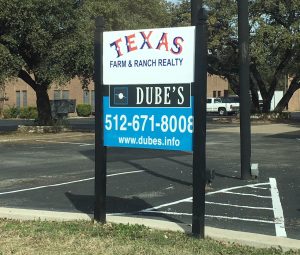 TEXAS
FARM & RANCH REALTY
DUBE'S
512-671-8008
www.dubes.info